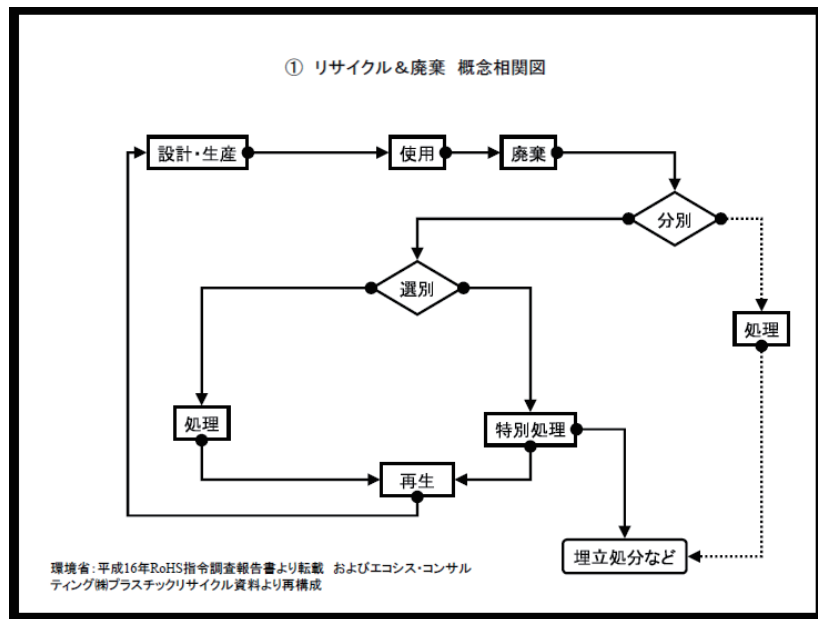 ① リサイクル＆廃棄 概念相関図
設計・生産
使用
廃棄
分別
選別
処理
処理
特別処理
再生
埋立処分など
環境省：平成16年RoHS指令調査報告書より転載 およびエコシス・コンサル
ティング㈱プラスチックリサイクル資料より再構成